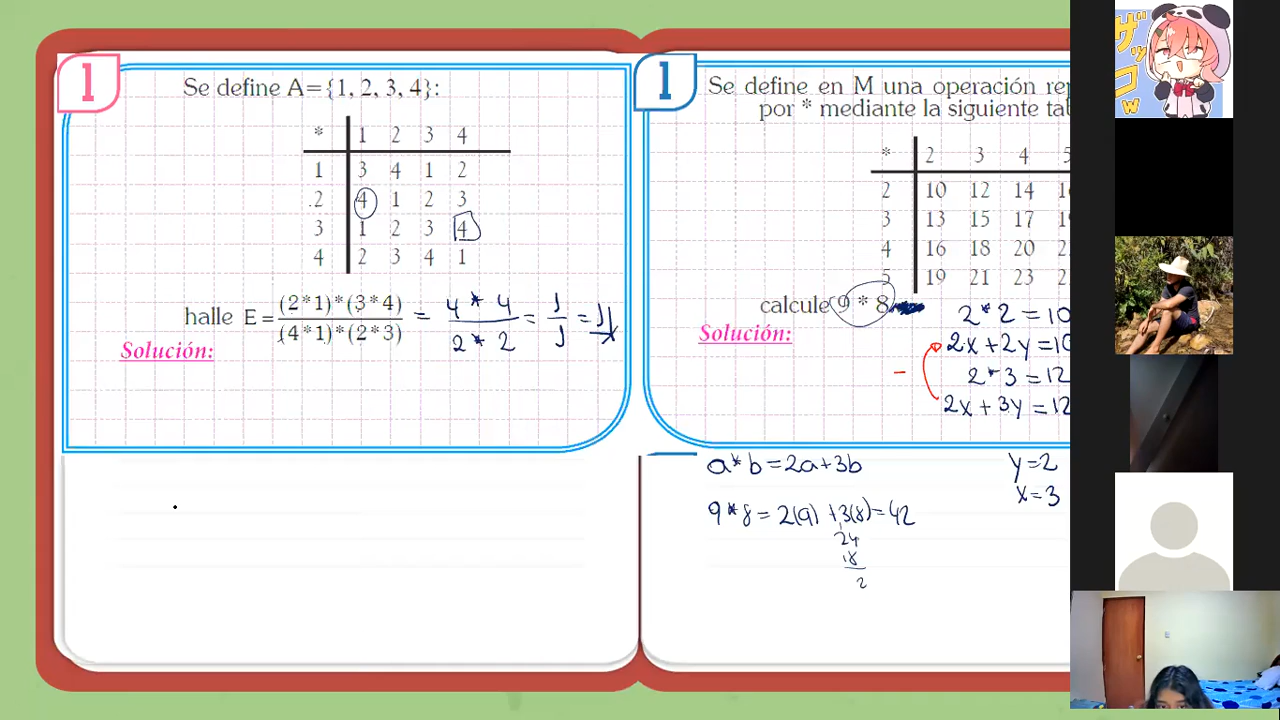 1
Se define A={1, 2, 3, 4}:
* 1 2 3 4
1 3 4 1 2
2 4 1 2 3
3 1 2 3 4
4 2 3 4 1
halle E = (2*1)*(3*4) / (4*1)*(2*3) = 4 * 4 / 2 * 2 = 1 / 1 =
Solución:
1
Se define en M una operación
por * mediante la siguiente
* 2 3 4
2 10 12 14
3 13 15 17
4 16 18 20
5 19 21 23
calcule 9 * 8
Solución:
2*2=10
2x+2y=10
2*3=12
2x+3y=12
-
a*b=2a+3b
9*8=2(9)+3(8)=42
24
18
2
y=2
x=3
ザッコw